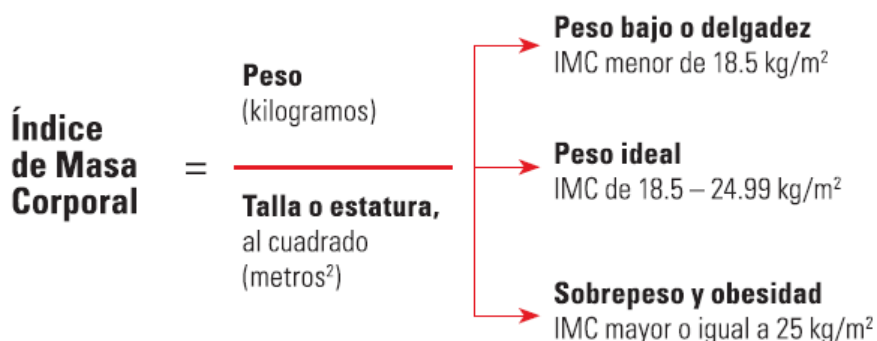 Índice
de Masa
Corporal
=
Peso
(kilogramos)
Talla o estatura,
al cuadrado
(metros²)
Peso bajo o delgadez
IMC menor de 18.5 kg/m²
Peso ideal
IMC de 18.5 – 24.99 kg/m²
Sobrepeso y obesidad
IMC mayor o igual a 25 kg/m²